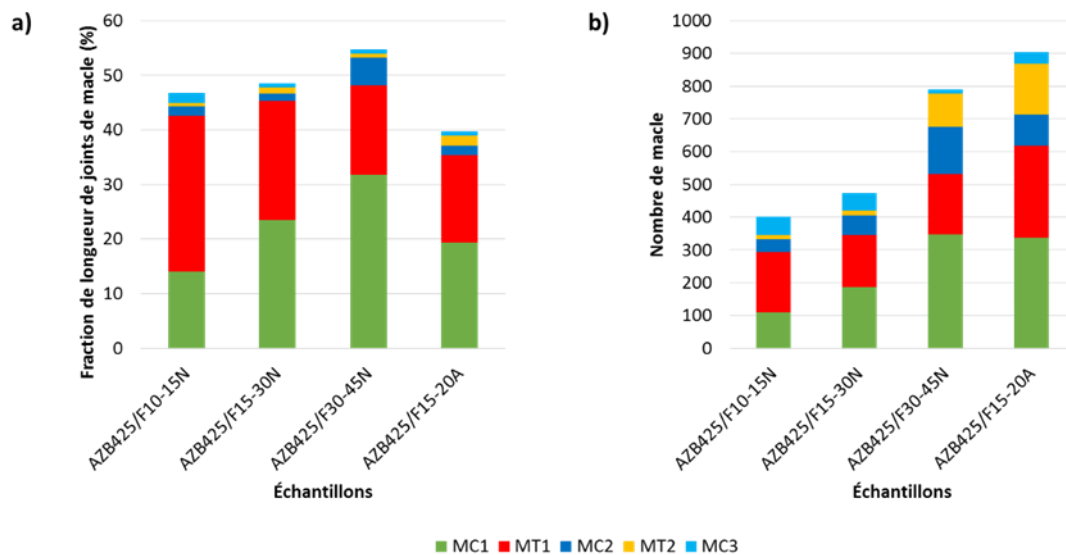 a)
Fraction de longueur de joints de macle (%)
60
50
40
30
20
10
0
AZB425/F10-15N
AZB425/F15-30N
AZB425/F30-45N
AZB425/F15-20A
Échantillons
b)
Nombre de macle
1000
900
800
700
600
500
400
300
200
100
0
AZB425/F10-15N
AZB425/F15-30N
AZB425/F30-45N
AZB425/F15-20A
Échantillons
MC1 MT1 MC2 MT2 MC3